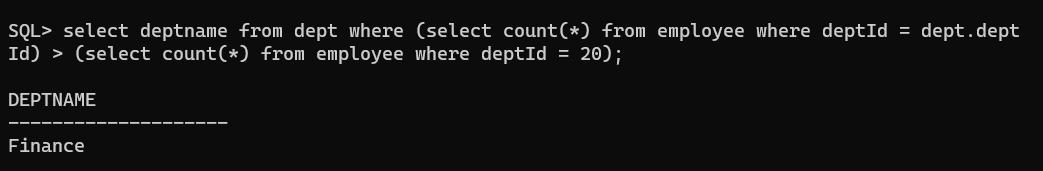 SQL> select deptname from dept where (select count(*) from employee where deptId = dept.dept
Id) > (select count(*) from employee where deptId = 20);
DEPTNAME
--------------------
Finance